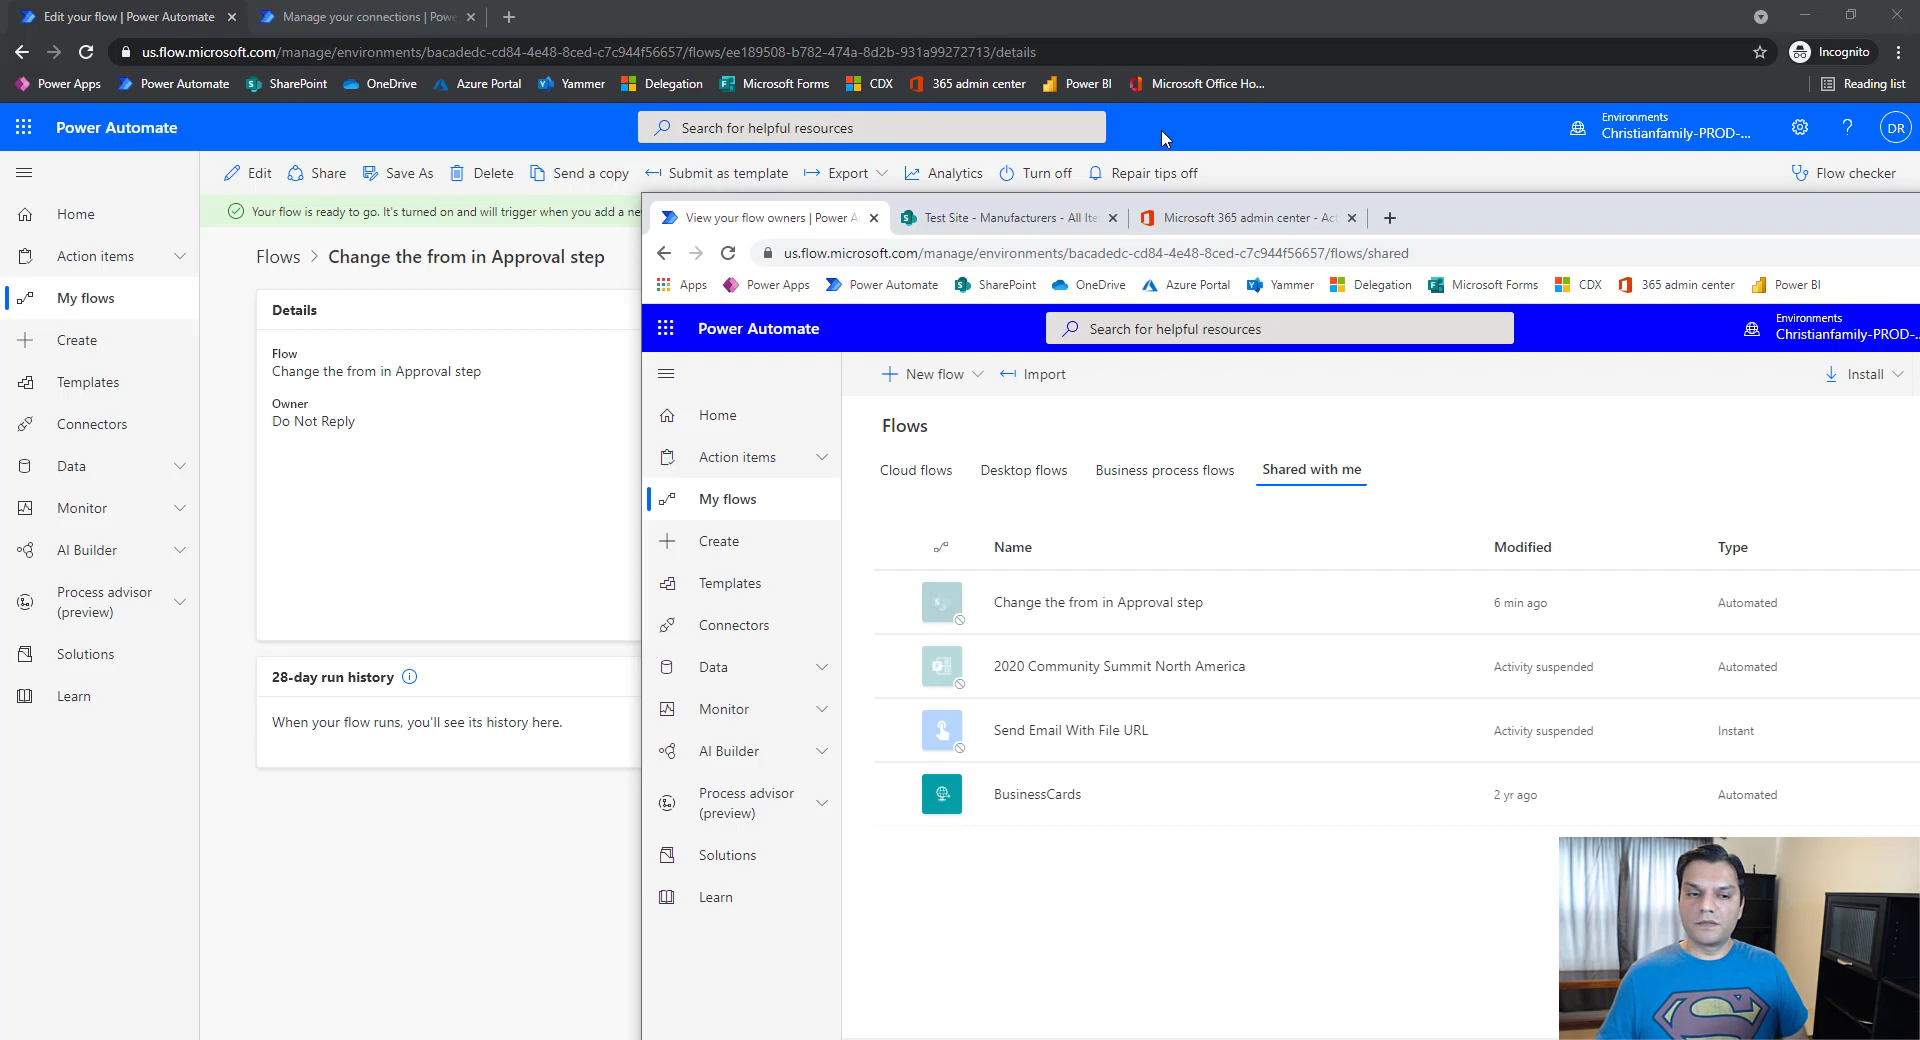 Edit your flow | Power Automate
Manage your connections | Powe
us.flow.microsoft.com/manage/environments/bacadedc-cd84-4e48-8ced-c7c944f56657/flows/ee189508-b782-474a-8d2b-931a99272713/details
Incognito
Power Apps
Power Automate
SharePoint
OneDrive
Azure Portal
Yammer
Delegation
Microsoft Forms
CDX
365 admin center
Power BI
Microsoft Office Ho...
Reading list
Power Automate
Search for helpful resources
Environments
Christianfamily-PROD-...
?
DR
Edit
Share
Save As
Delete
Send a copy
Submit as template
Export
Analytics
Turn off
Repair tips off
Flow checker
Home
Action items
My flows
Create
Templates
Connectors
Data
Monitor
AI Builder
Process advisor
(preview)
Solutions
Learn
Your flow is ready to go. It's turned on and will trigger when you add a ne
Flows > Change the from in Approval step
Details
Flow
Change the from in Approval step
Owner
Do Not Reply
28-day run history
When your flow runs, you'll see its history here.
View your flow owners | Power A
Test Site - Manufacturers - All Ite
Microsoft 365 admin center - Act
us.flow.microsoft.com/manage/environments/bacadedc-cd84-4e48-8ced-c7c944f56657/flows/shared
Apps
Power Apps
Power Automate
SharePoint
OneDrive
Azure Portal
Yammer
Delegation
Microsoft Forms
CDX
365 admin center
Power BI
Power Automate
Search for helpful resources
Environments
Christianfamily-PROD-..
Home
Action items
My flows
Create
Templates
Connectors
Data
Monitor
AI Builder
Process advisor
(preview)
Solutions
Learn
New flow
Import
Install
Flows
Cloud flows
Desktop flows
Business process flows
Shared with me
Name
Modified
Type
Change the from in Approval step
6 min ago
Automated
2020 Community Summit North America
Activity suspended
Automated
Send Email With File URL
Activity suspended
Instant
BusinessCards
2 yr ago
Automated